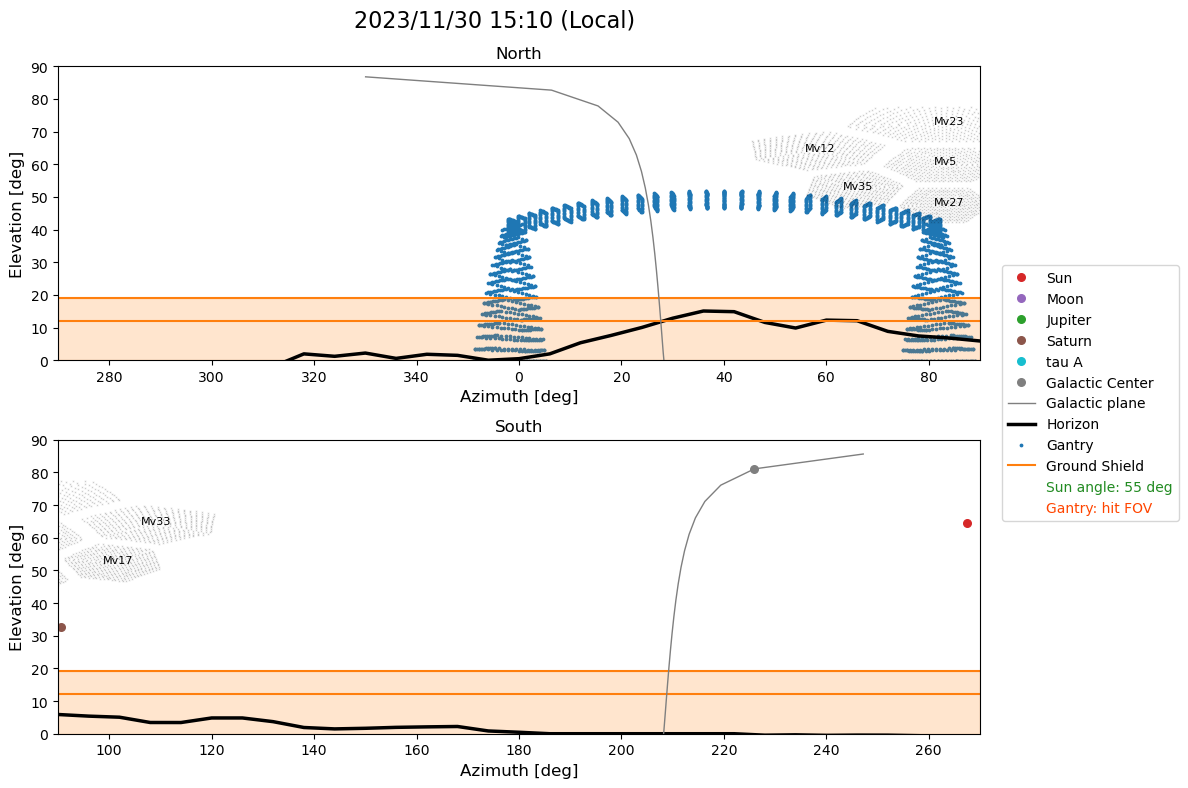 2023/11/30 15:10 (Local)
North
90
80
70
60
50
40
30
20
10
0
Elevation [deg]
Mv23
Mv12
Mv5
Mv35
Mv27
280
300
320
340
0
20
40
60
80
Azimuth [deg]
South
90
80
70
60
50
40
30
20
10
0
Elevation [deg]
Mv33
Mv17
100
120
140
160
180
200
220
240
260
Azimuth [deg]
Sun
Moon
Jupiter
Saturn
tau A
Galactic Center
Galactic plane
Horizon
Gantry
Ground Shield
Sun angle: 55 deg
Gantry: hit FOV